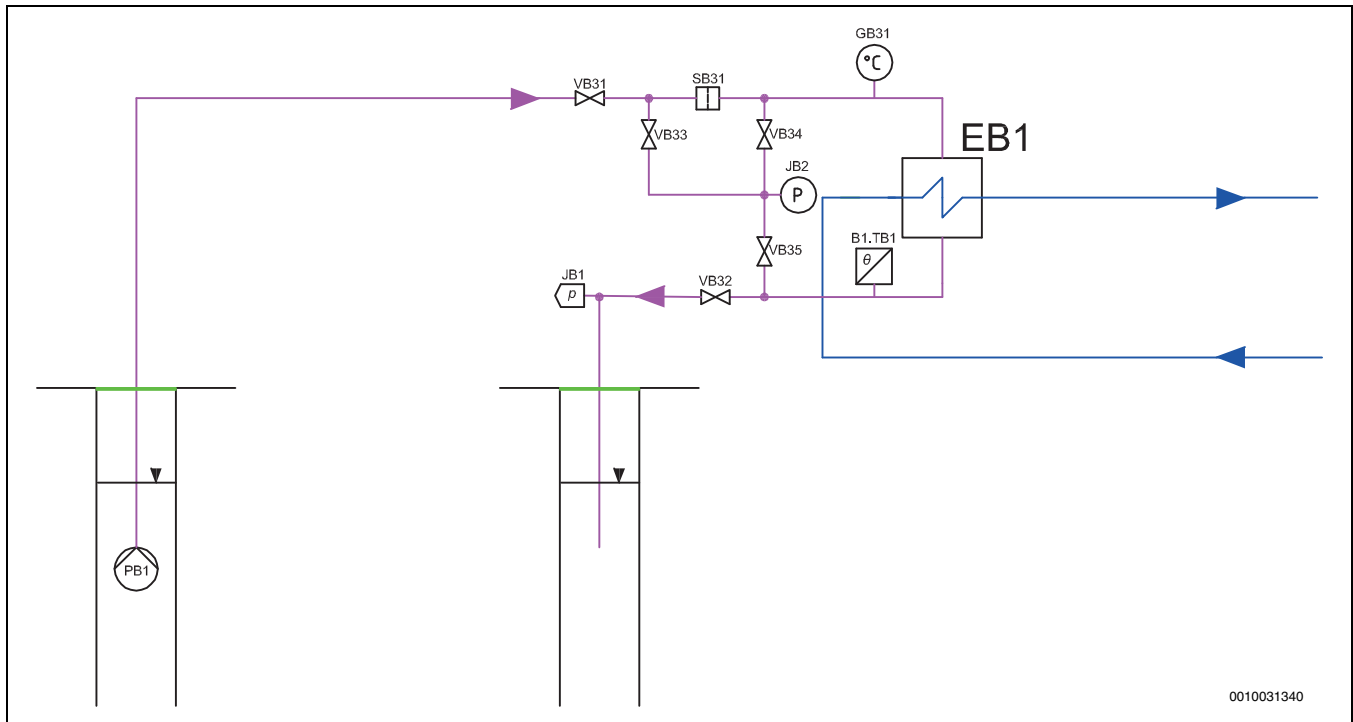 GB31
°C
VB31
SB31
VB33
VB34
EB1
JB2
P
B1.TB1
θ
VB35
JB1
p
VB32
PB1
0010031340